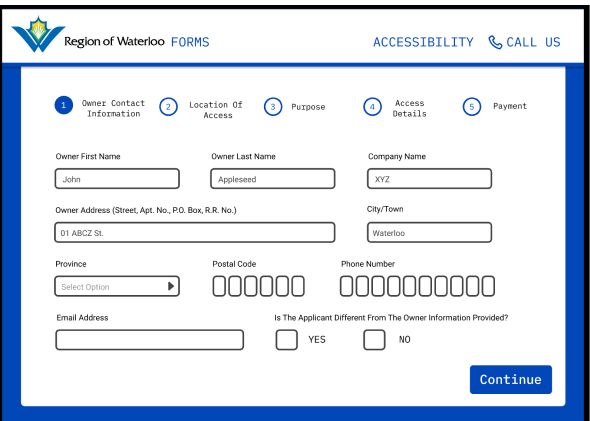 Region of Waterloo FORMS ACCESSIBILITY CALL US
1 Owner Contact Information
2 Location Of Access
3 Purpose
4 Access Details
5 Payment
Owner First Name Owner Last Name Company Name
John Appleseed XYZ
Owner Address (Street, Apt. No., P.O. Box, R.R. No.) City/Town
01 ABCZ St. Waterloo
Province Postal Code Phone Number
Select Option
Email Address Is The Applicant Different From The Owner Information Provided?
YES NO
Continue